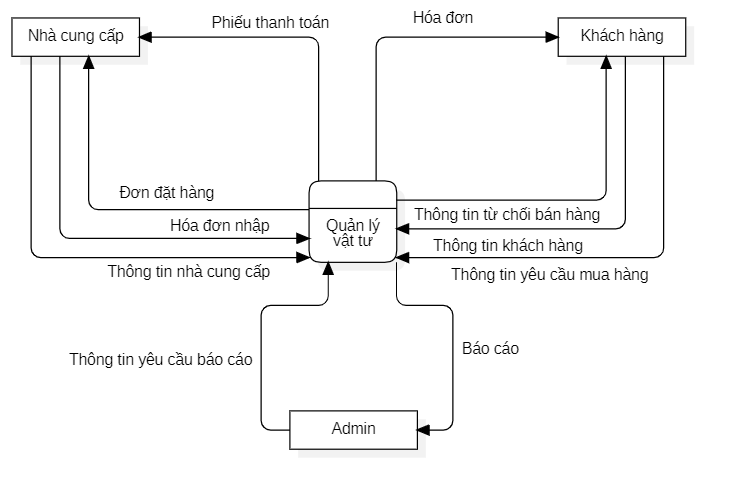 Phiếu thanh toán
Hóa đơn
Nhà cung cấp
Khách hàng
Đơn đặt hàng
Hóa đơn nhập
Thông tin nhà cung cấp
Quản lý
vật tư
Thông tin từ chối bán hàng
Thông tin khách hàng
Thông tin yêu cầu mua hàng
Thông tin yêu cầu báo cáo
Báo cáo
Admin